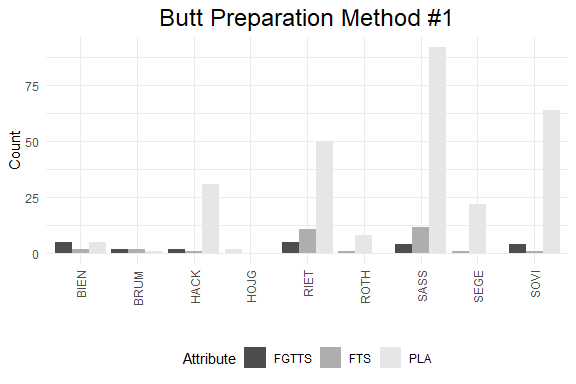 Butt Preparation Method #1
Count
75
50
25
0
BIEN
BRUM
HACK
HOJG
RIET
ROTH
SASS
SEGE
SOVI
Attribute FGTTS FTS PLA